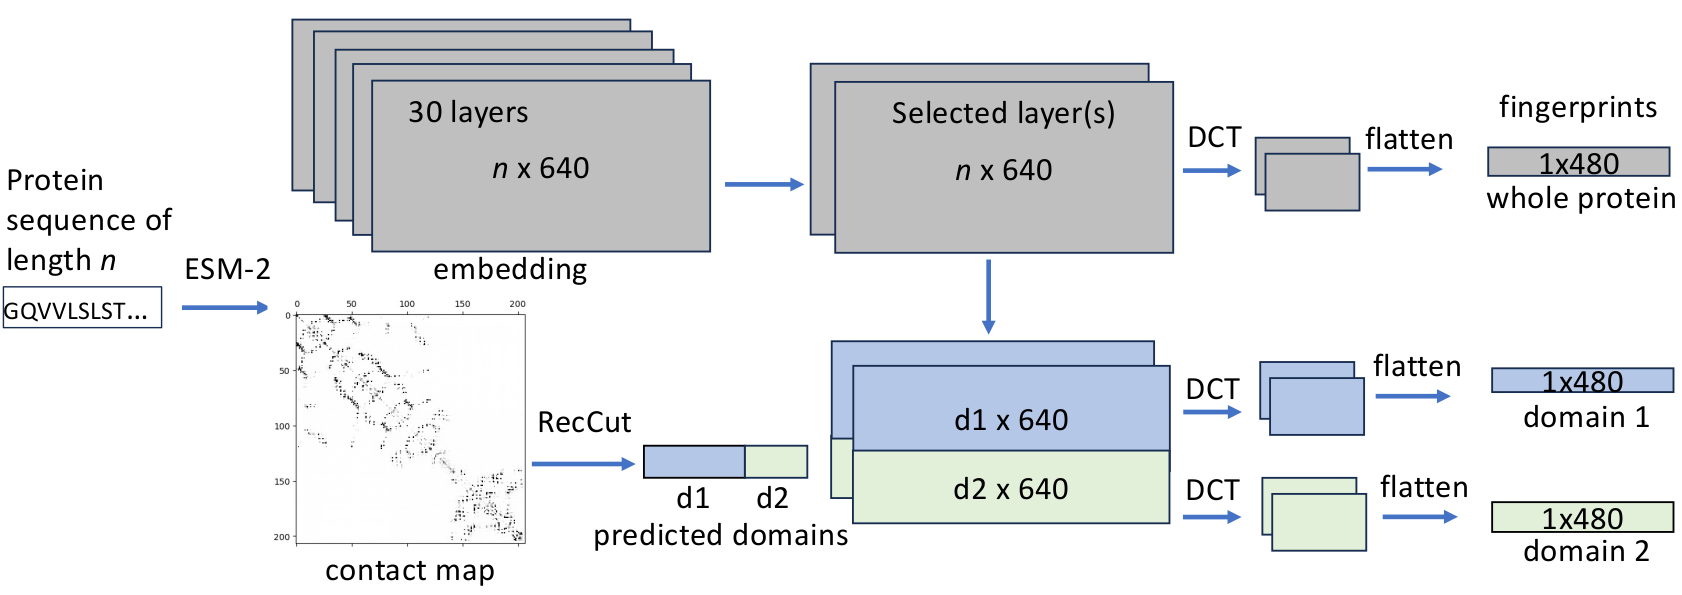 Protein
sequence of
length n
GQVVLSLST...
ESM-2
30 layers
n x 640
embedding
Selected layer(s)
n x 640
DCT
flatten
fingerprints
1x480
whole protein
0 50 100 150 200
0
50
100
150
200
contact map
RecCut
d1 d2
predicted domains
d1 x 640
DCT
flatten
1x480
domain 1
d2 x 640
DCT
flatten
1x480
domain 2